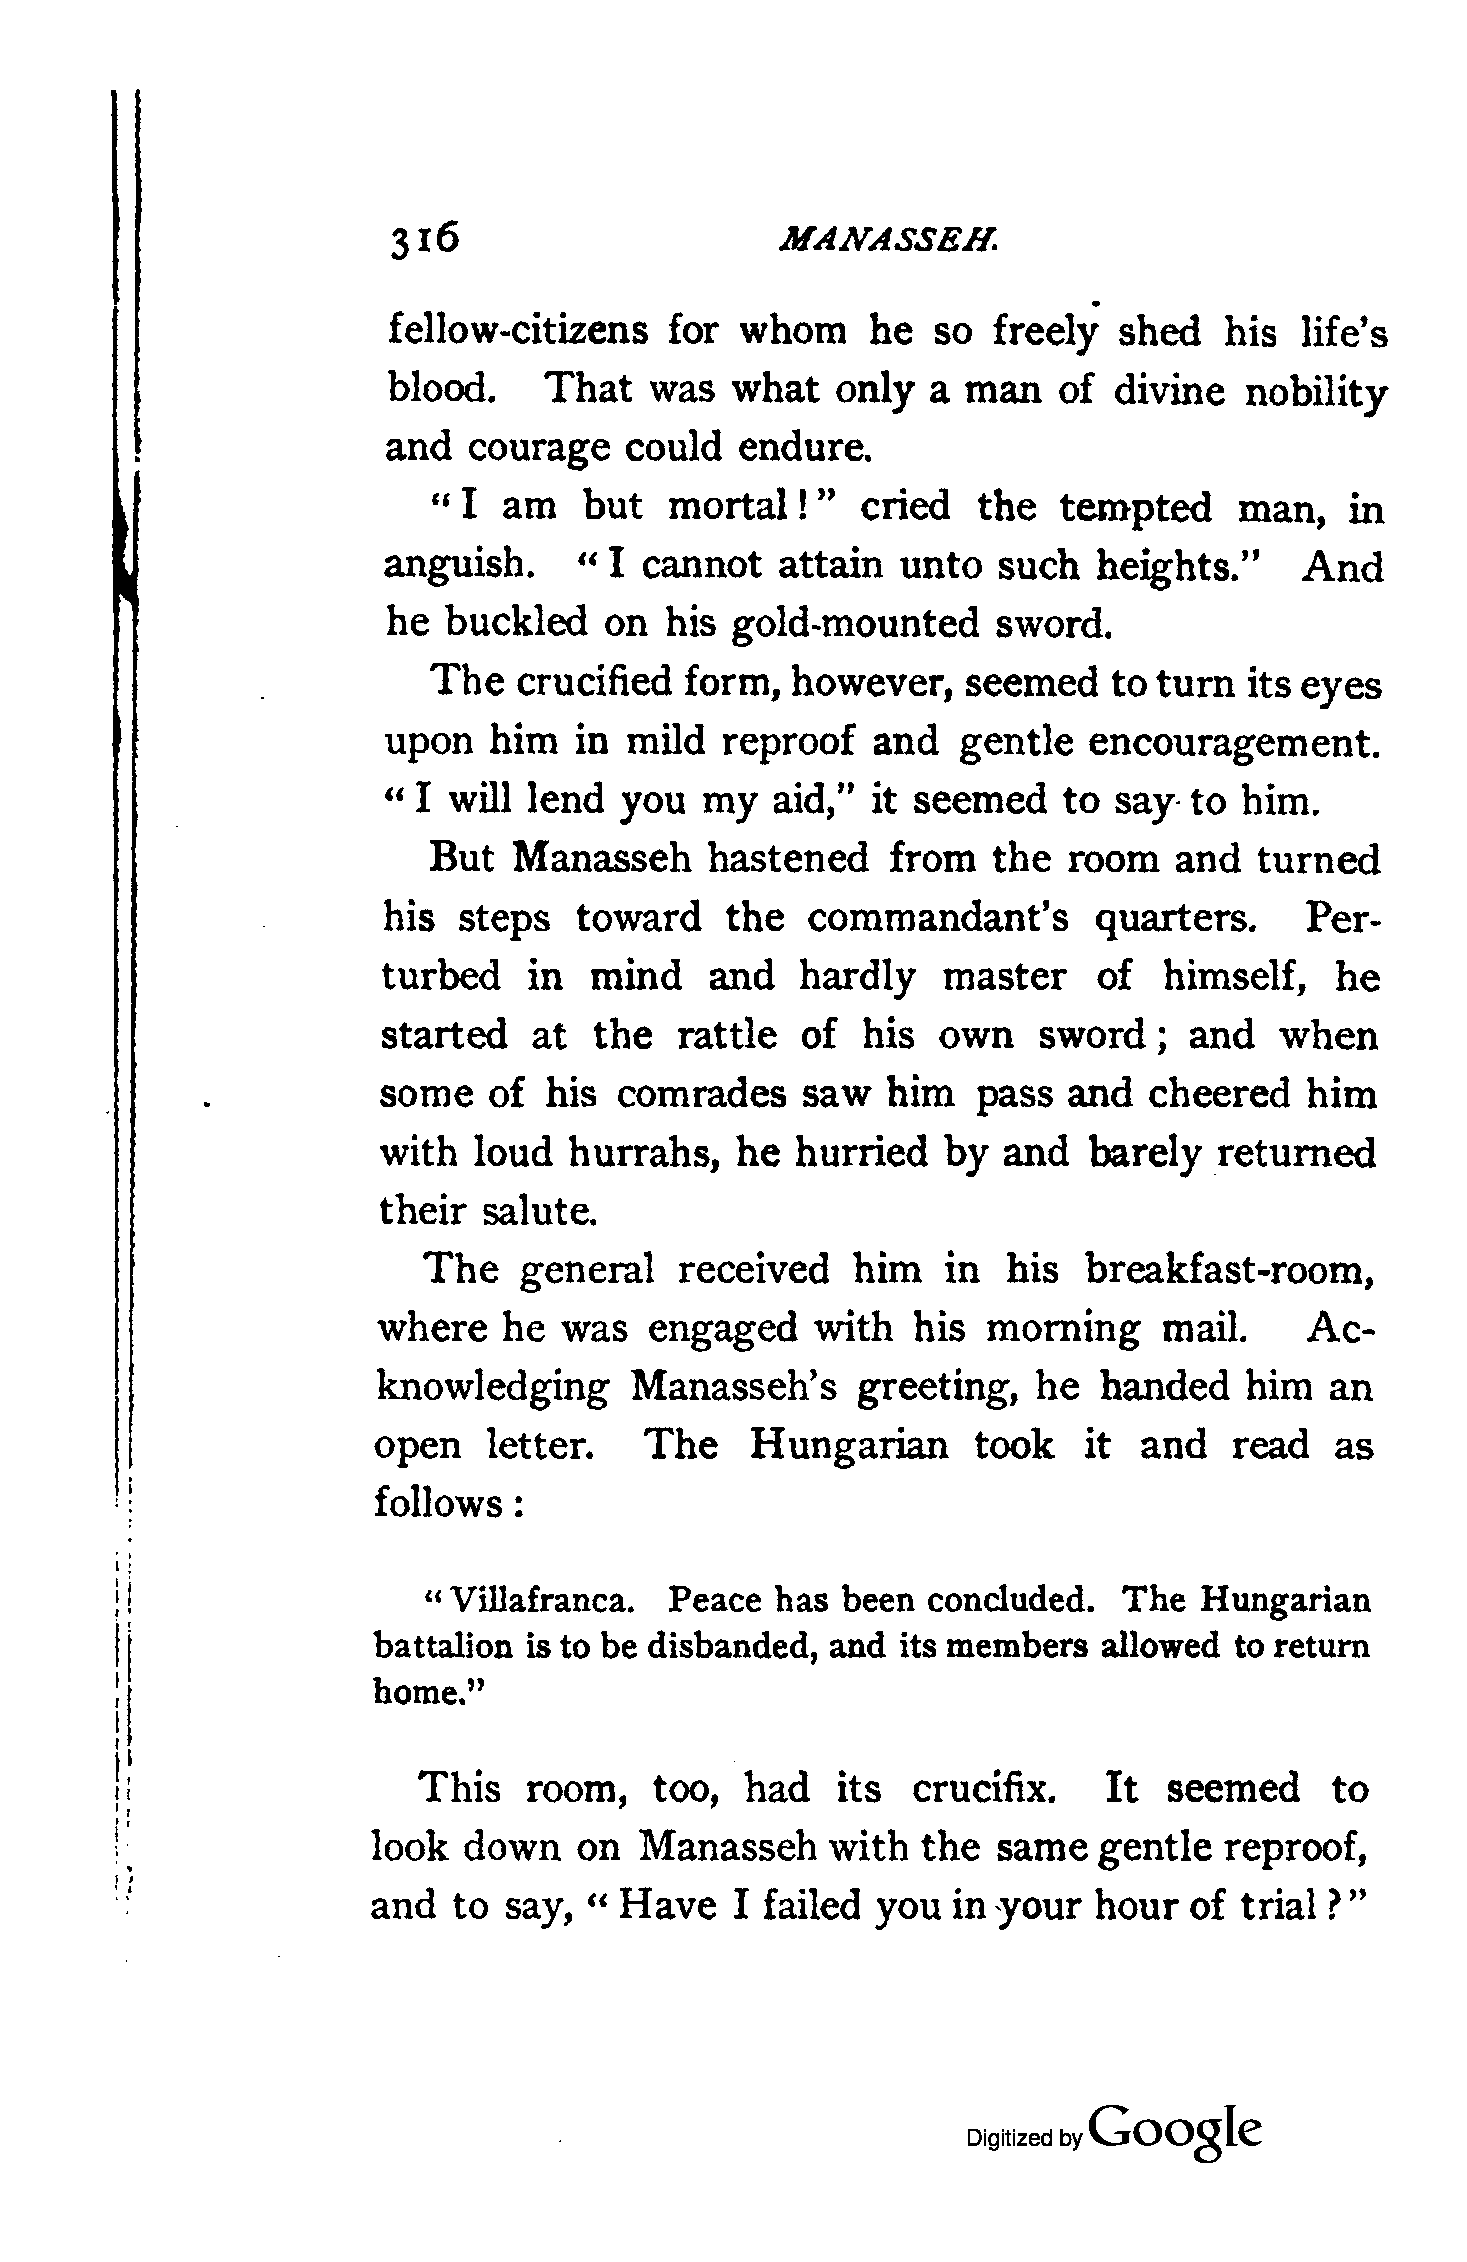 316 MANASSEH.
fellow-citizens for whom he so freely shed his life's
blood. That was what only a man of divine nobility
and courage could endure.
"I am but mortal!" cried the tempted man, in
anguish. "I cannot attain unto such heights." And
he buckled on his gold-mounted sword.
The crucified form, however, seemed to turn its eyes
upon him in mild reproof and gentle encouragement.
"I will lend you my aid," it seemed to say to him.
But Manasseh hastened from the room and turned
his steps toward the commandant's quarters. Per-
turbed in mind and hardly master of himself, he
started at the rattle of his own sword; and when
some of his comrades saw him pass and cheered him
with loud hurrahs, he hurried by and barely returned
their salute.
The general received him in his breakfast-room,
where he was engaged with his morning mail. Ac-
knowledging Manasseh's greeting, he handed him an
open letter. The Hungarian took it and read as
follows:
"Villafranca. Peace has been concluded. The Hungarian
battalion is to be disbanded, and its members allowed to return
home."
This room, too, had its crucifix. It seemed to
look down on Manasseh with the same gentle reproof,
and to say, "Have I failed you in your hour of trial?"
Digitized by Google